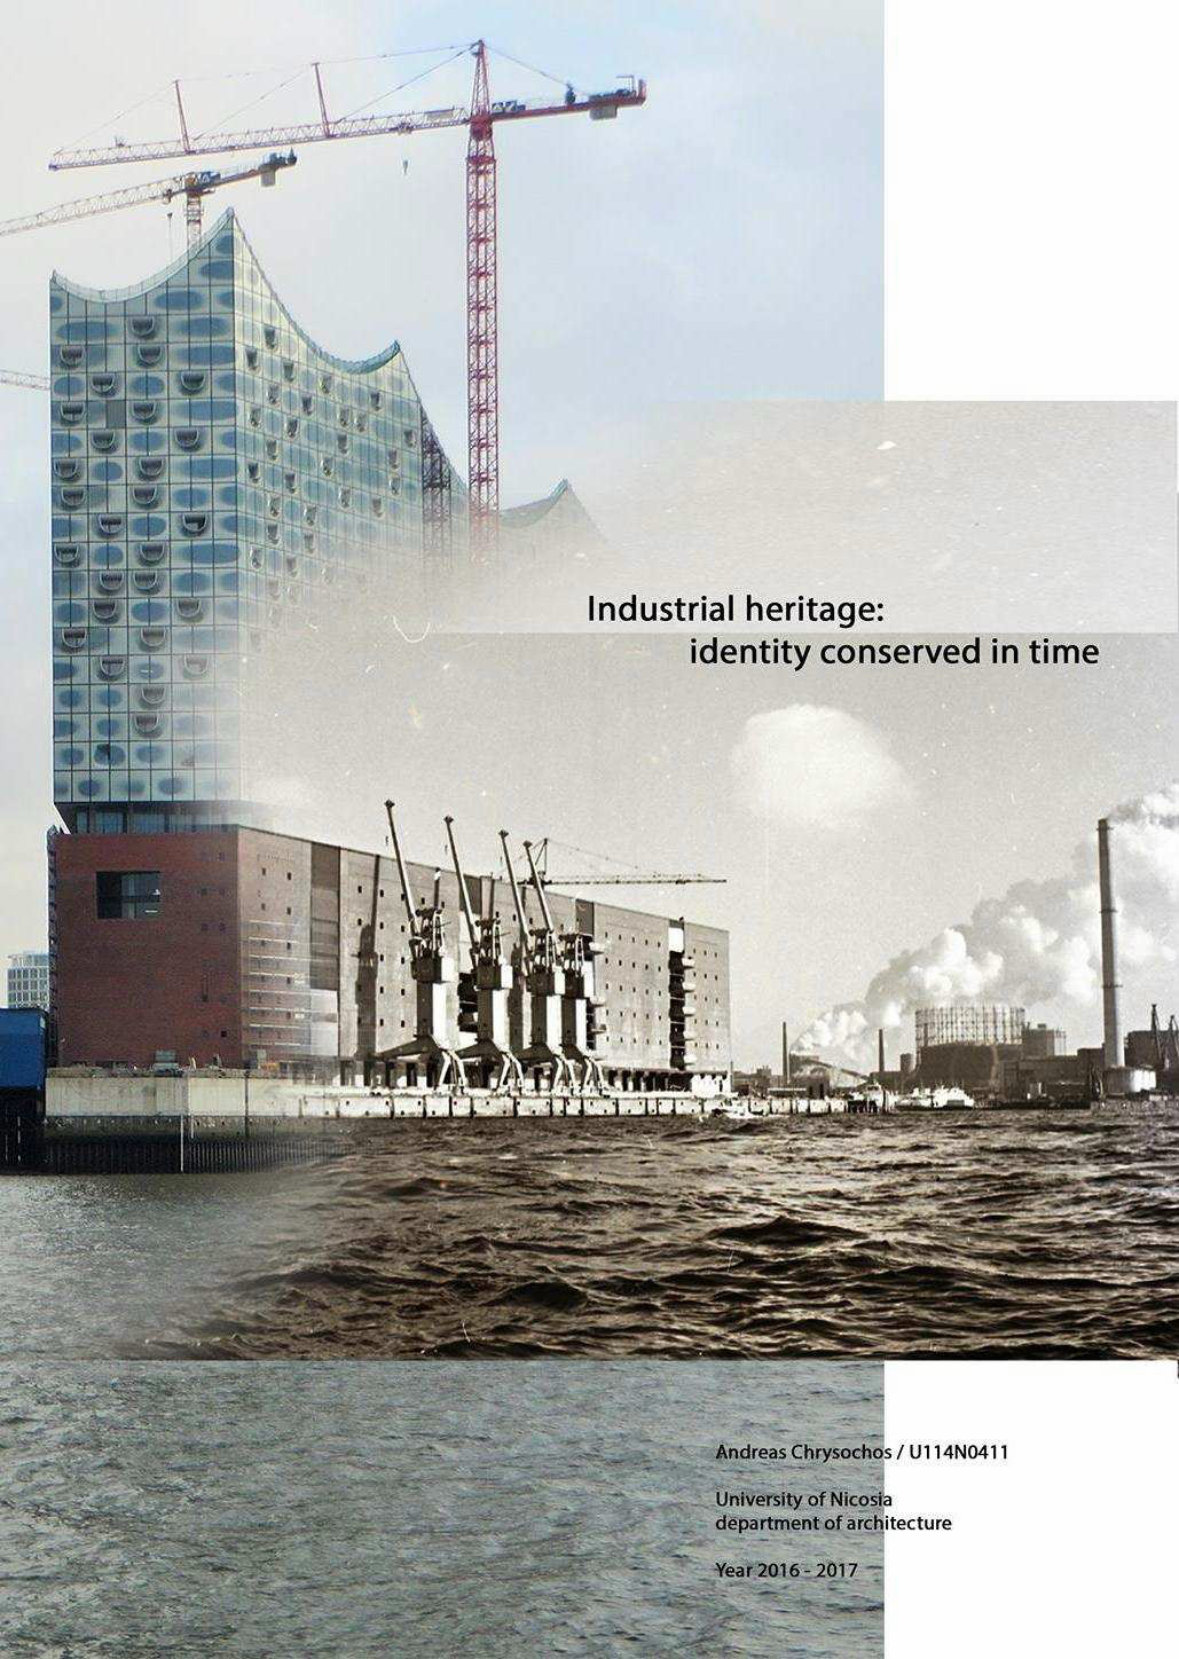 Industrial heritage:
identity conserved in time
Andreas Chrysochos / U114N0411
University of Nicosia
department of architecture
Year 2016 - 2017